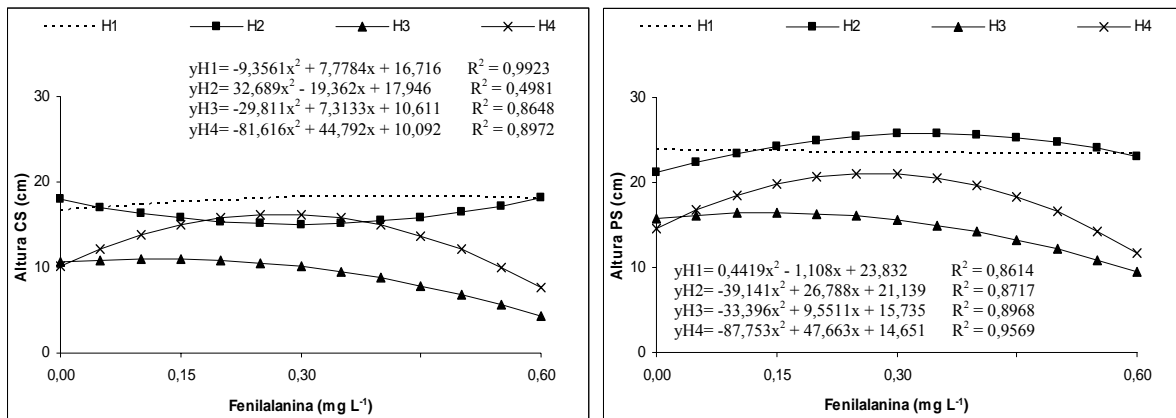 H1 H2 H3 H4
yH1= -9,3561x² + 7,7784x + 16,716 R² = 0,9923
yH2= 32,689x² - 19,362x + 17,946 R² = 0,4981
yH3= -29,811x² + 7,3133x + 10,611 R² = 0,8648
yH4= -81,616x² + 44,792x + 10,092 R² = 0,8972
30
20
10
0
Altura CS (cm)
0,00 0,15 0,30 0,60
Fenilalanina (mg L⁻¹)
H1 H2 H3 H4
30
20
10
0
Altura PS (cm)
yH1= 0,4419x² - 1,108x + 23,832 R² = 0,8614
yH2= -39,141x² + 26,788x + 21,139 R² = 0,8717
yH3= -33,396x² + 9,5511x + 15,735 R² = 0,8968
yH4= -87,753x² + 47,663x + 14,651 R² = 0,9569
0,00 0,15 0,30 0,60
Fenilalanina (mg L⁻¹)